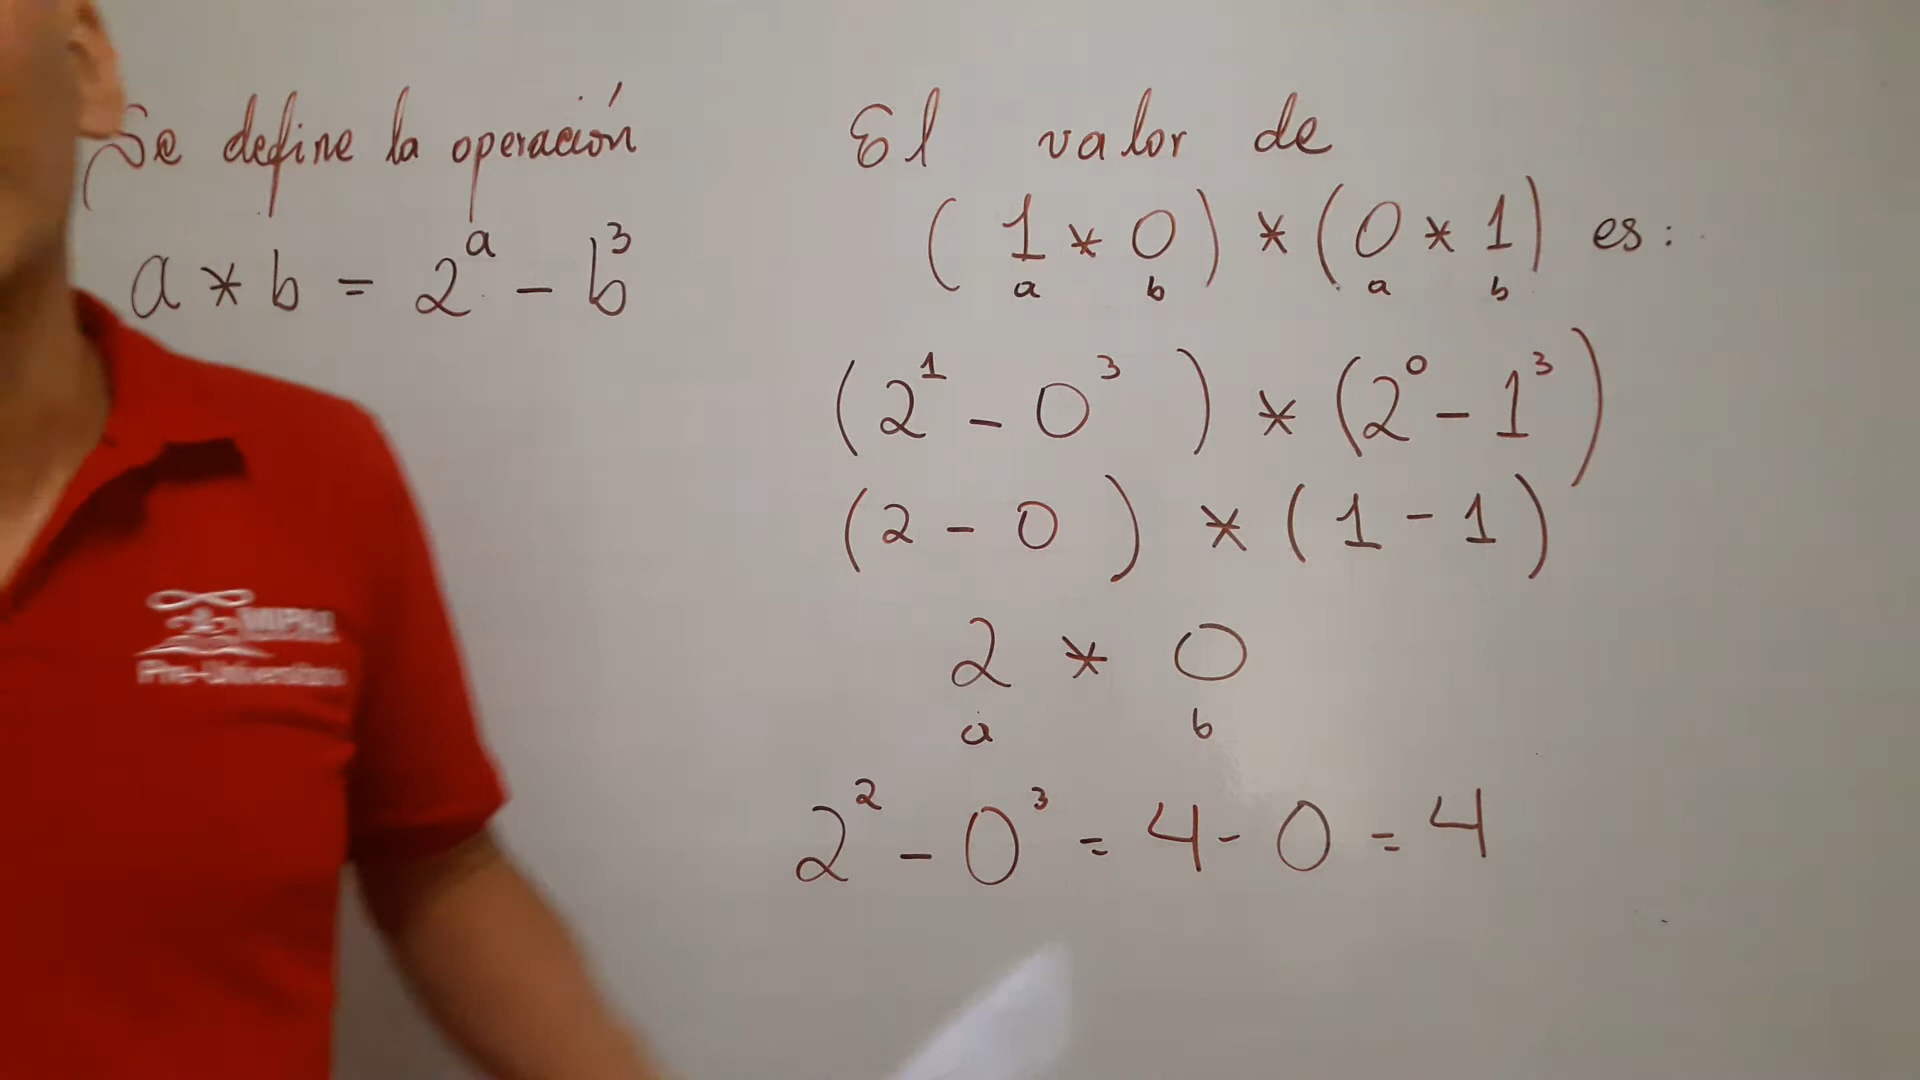 Se define la operación
a * b = 2^a - b^3
El valor de
(1 * 0) * (0 * 1) es:
a b a b
(2^1 - 0^3) * (2^0 - 1^3)
(2 - 0) * (1 - 1)
2 * 0
a b
2^2 - 0^3 = 4 - 0 = 4